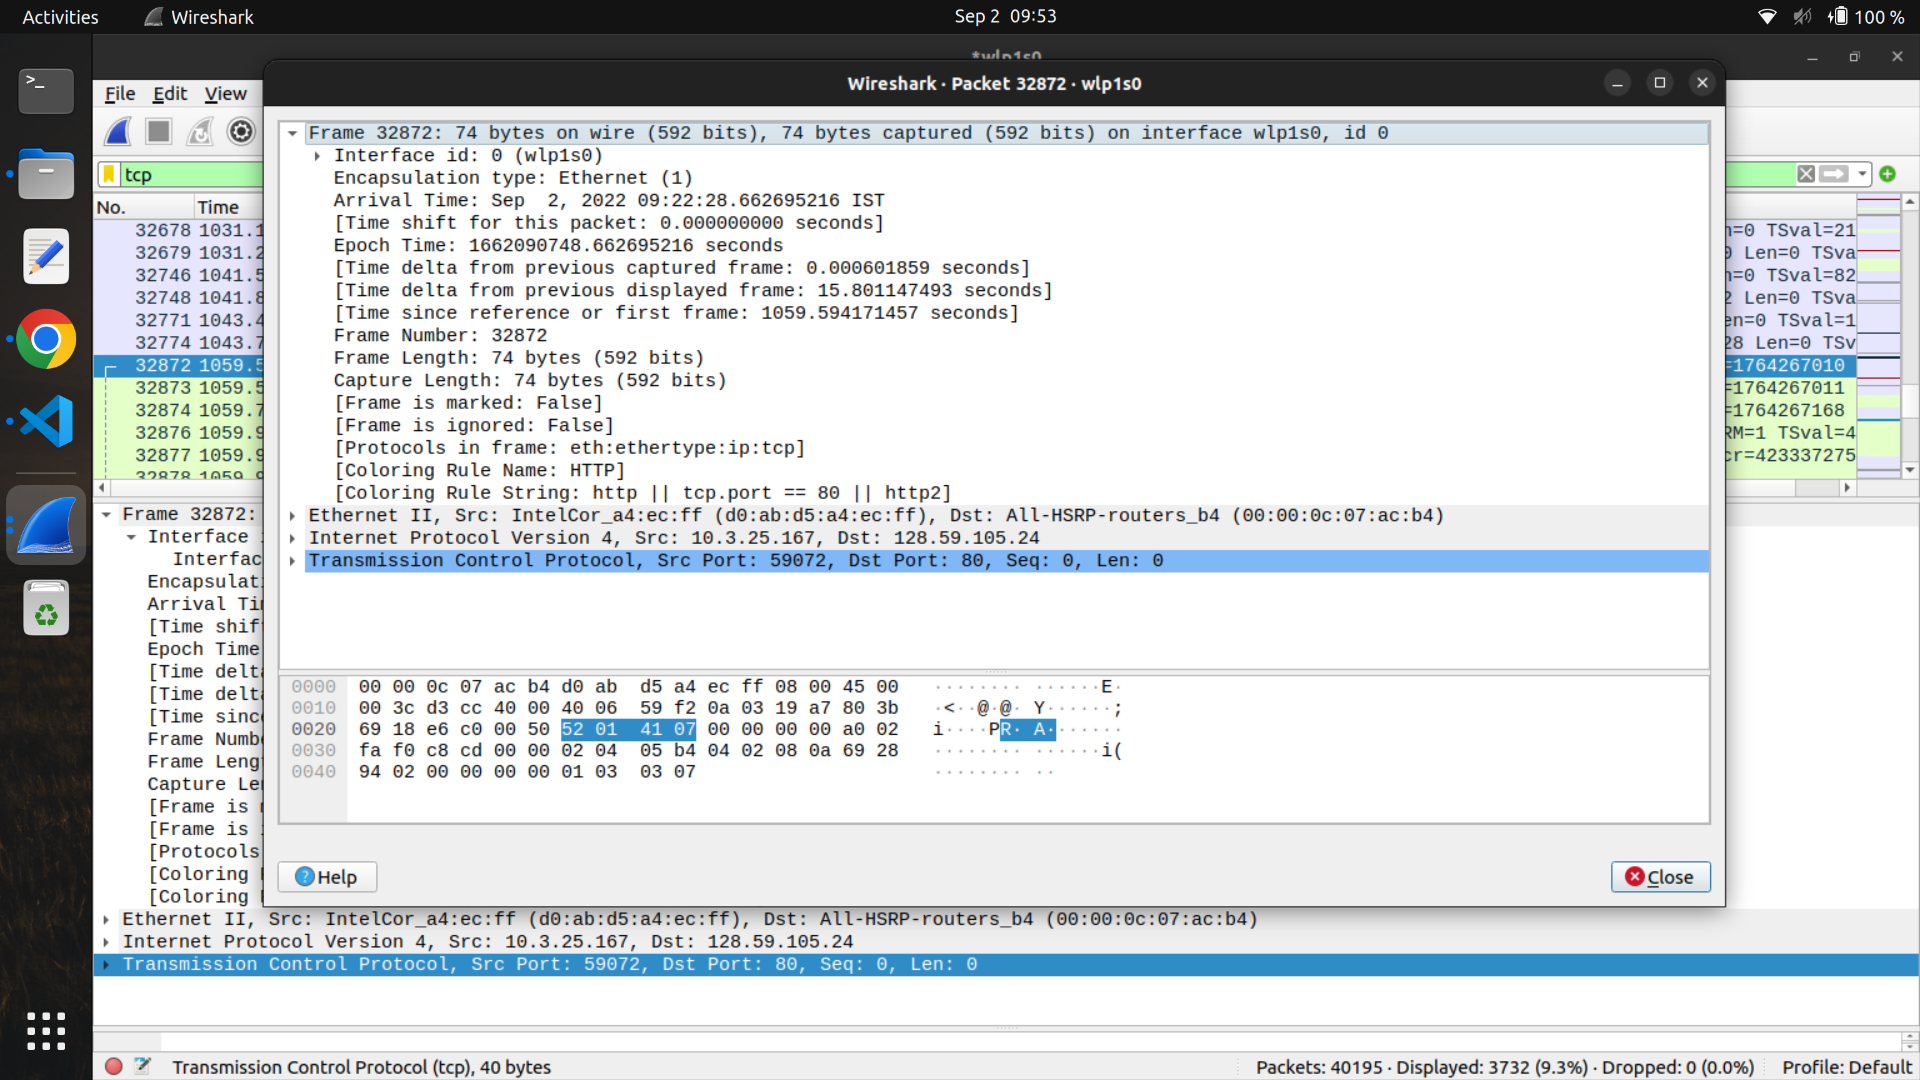 Activities
Wireshark
Sep 2 09:53
100 %
*wlp1s0
Wireshark · Packet 32872 · wlp1s0
File Edit View
tcp
No. Time
32678 1031.1
32679 1031.2
32746 1041.5
32748 1041.8
32771 1043.4
32774 1043.7
32872 1059.5
32873 1059.5
32874 1059.7
32876 1059.9
32877 1059.9
32878 1059.9
=0 TSval=21
0 Len=0 TSva
=0 TSval=82
2 Len=0 TSva
en=0 TSval=1
28 Len=0 TSv
=1764267010
=1764267011
=1764267168
RM=1 TSval=4
cr=423337275
Frame 32872: 74 bytes on wire (592 bits), 74 bytes captured (592 bits) on interface wlp1s0, id 0
Interface id: 0 (wlp1s0)
Encapsulation type: Ethernet (1)
Arrival Time: Sep  2, 2022 09:22:28.662695216 IST
[Time shift for this packet: 0.000000000 seconds]
Epoch Time: 1662090748.662695216 seconds
[Time delta from previous captured frame: 0.000601859 seconds]
[Time delta from previous displayed frame: 15.801147493 seconds]
[Time since reference or first frame: 1059.594171457 seconds]
Frame Number: 32872
Frame Length: 74 bytes (592 bits)
Capture Length: 74 bytes (592 bits)
[Frame is marked: False]
[Frame is ignored: False]
[Protocols in frame: eth:ethertype:ip:tcp]
[Coloring Rule Name: HTTP]
[Coloring Rule String: http || tcp.port == 80 || http2]
Ethernet II, Src: IntelCor_a4:ec:ff (d0:ab:d5:a4:ec:ff), Dst: All-HSRP-routers_b4 (00:00:0c:07:ac:b4)
Internet Protocol Version 4, Src: 10.3.25.167, Dst: 128.59.105.24
Transmission Control Protocol, Src Port: 59072, Dst Port: 80, Seq: 0, Len: 0
0000 00 00 0c 07 ac b4 d0 ab d5 a4 ec ff 08 00 45 00 ········ ······E·
0010 00 3c d3 cc 40 00 40 06 59 f2 0a 03 19 a7 80 3b ·<··@·@· Y······;
0020 69 18 e6 c0 00 50 52 01 41 07 00 00 00 00 a0 02 i····PR· A·······
0030 fa f0 c8 cd 00 00 02 04 05 b4 04 02 08 0a 69 28 ········ ······i(
0040 94 02 00 00 00 00 01 03 03 07 ········ ··
Help
Close
Frame 32872:
Interface
Interfac
Encapsulat
Arrival Ti
[Time shif
Epoch Time
[Time delt
[Time delt
[Time sinc
Frame Numb
Frame Leng
Capture Le
[Frame is
[Frame is
[Protocols
[Coloring
[Coloring
Ethernet II, Src: IntelCor_a4:ec:ff (d0:ab:d5:a4:ec:ff), Dst: All-HSRP-routers_b4 (00:00:0c:07:ac:b4)
Internet Protocol Version 4, Src: 10.3.25.167, Dst: 128.59.105.24
Transmission Control Protocol, Src Port: 59072, Dst Port: 80, Seq: 0, Len: 0
Transmission Control Protocol (tcp), 40 bytes
Packets: 40195 · Displayed: 3732 (9.3%) · Dropped: 0 (0.0%)
Profile: Default